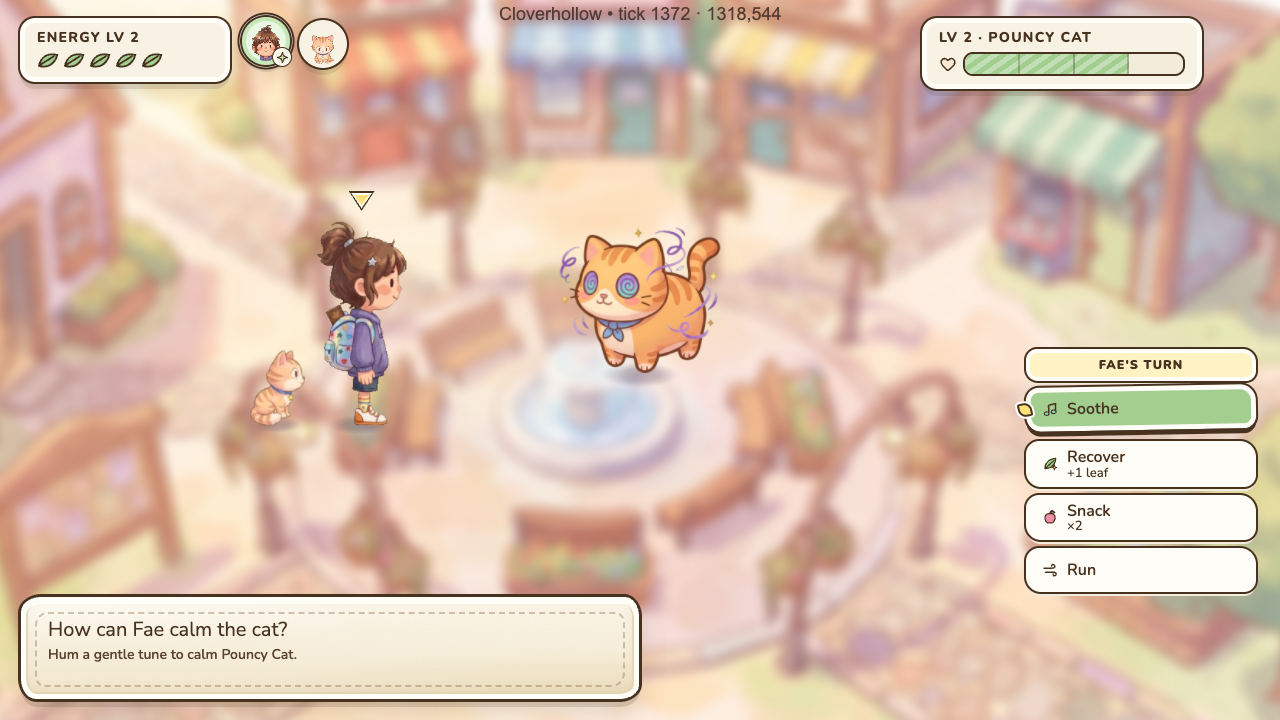 Cloverhollow • tick 1372 · 1318,544
ENERGY LV 2
LV 2 · POUNCY CAT
FAE'S TURN
Soothe
Recover
+1 leaf
Snack
×2
Run
How can Fae calm the cat?
Hum a gentle tune to calm Pouncy Cat.